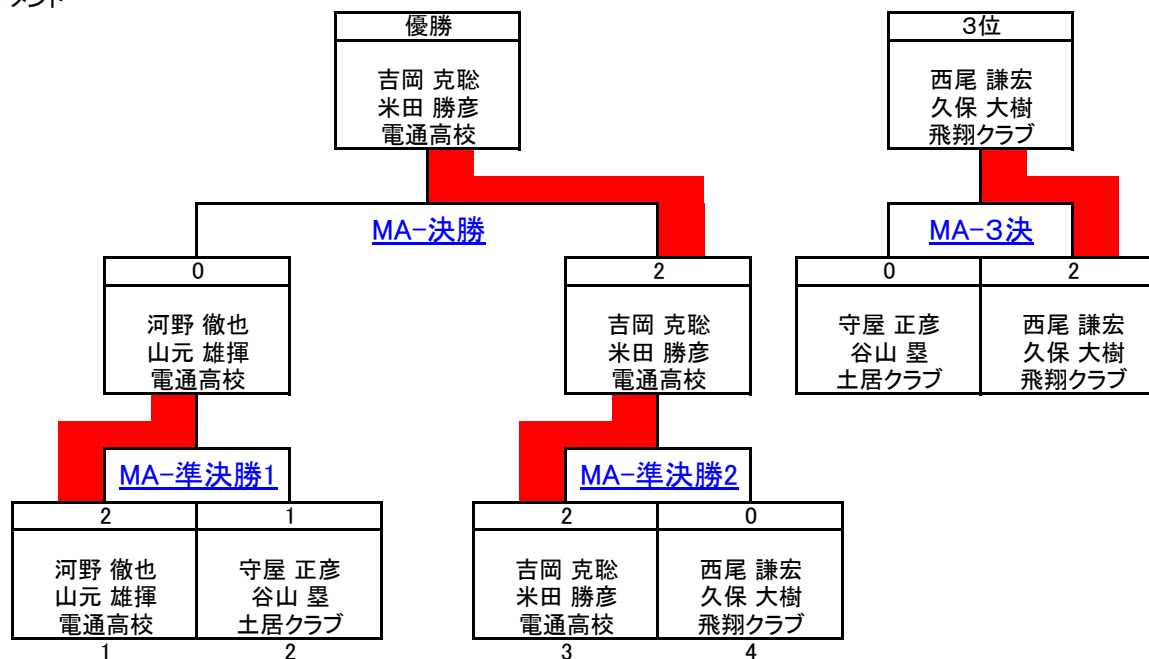 メント
優勝
吉岡 克聡
米田 勝彦
電通高校
3位
西尾 謙宏
久保 大樹
飛翔クラブ
MA-決勝
MA-3決
0
河野 徹也
山元 雄揮
電通高校
2
吉岡 克聡
米田 勝彦
電通高校
0
守屋 正彦
谷山 塁
土居クラブ
2
西尾 謙宏
久保 大樹
飛翔クラブ
MA-準決勝1
MA-準決勝2
2
河野 徹也
山元 雄揮
電通高校
1
1
守屋 正彦
谷山 塁
土居クラブ
2
2
吉岡 克聡
米田 勝彦
電通高校
3
0
西尾 謙宏
久保 大樹
飛翔クラブ
4